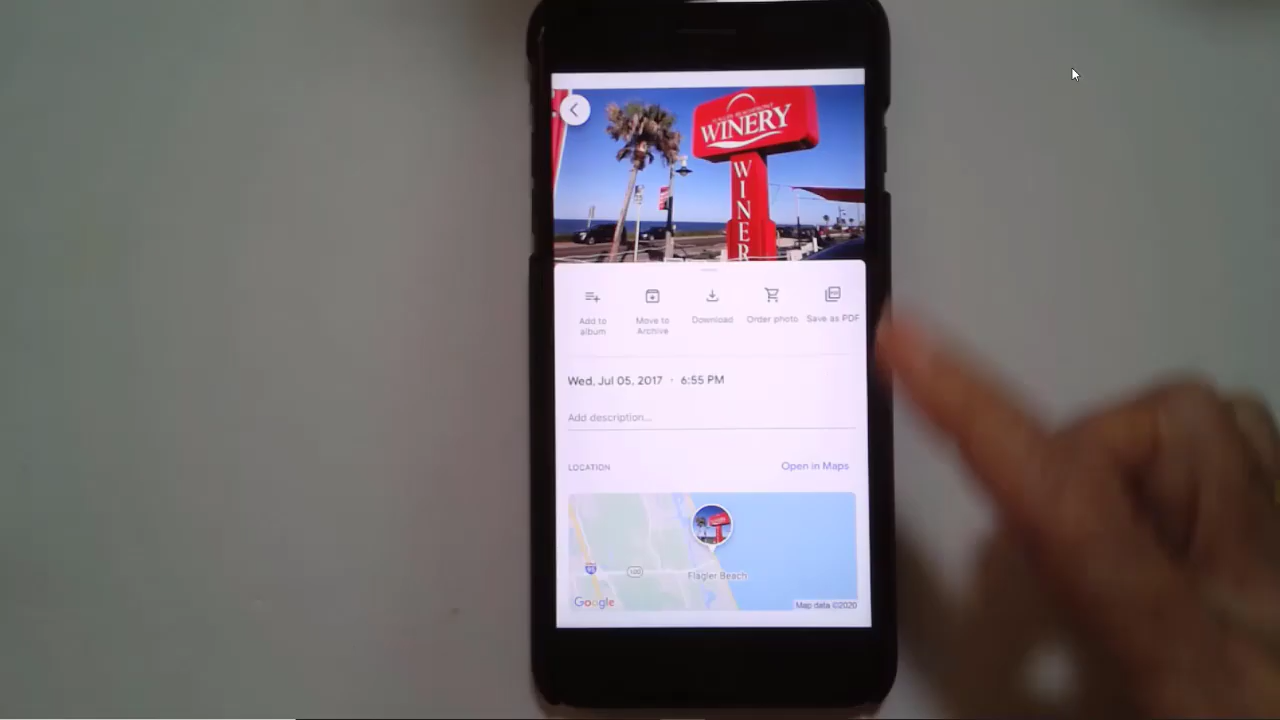 WINERY
WINER
Add to album
Move to Archive
Download
Order photo
Save as PDF
Wed, Jul 05, 2017 · 6:55 PM
Add description...
LOCATION
Open in Maps
Flagler Beach
Google
Map data ©2020